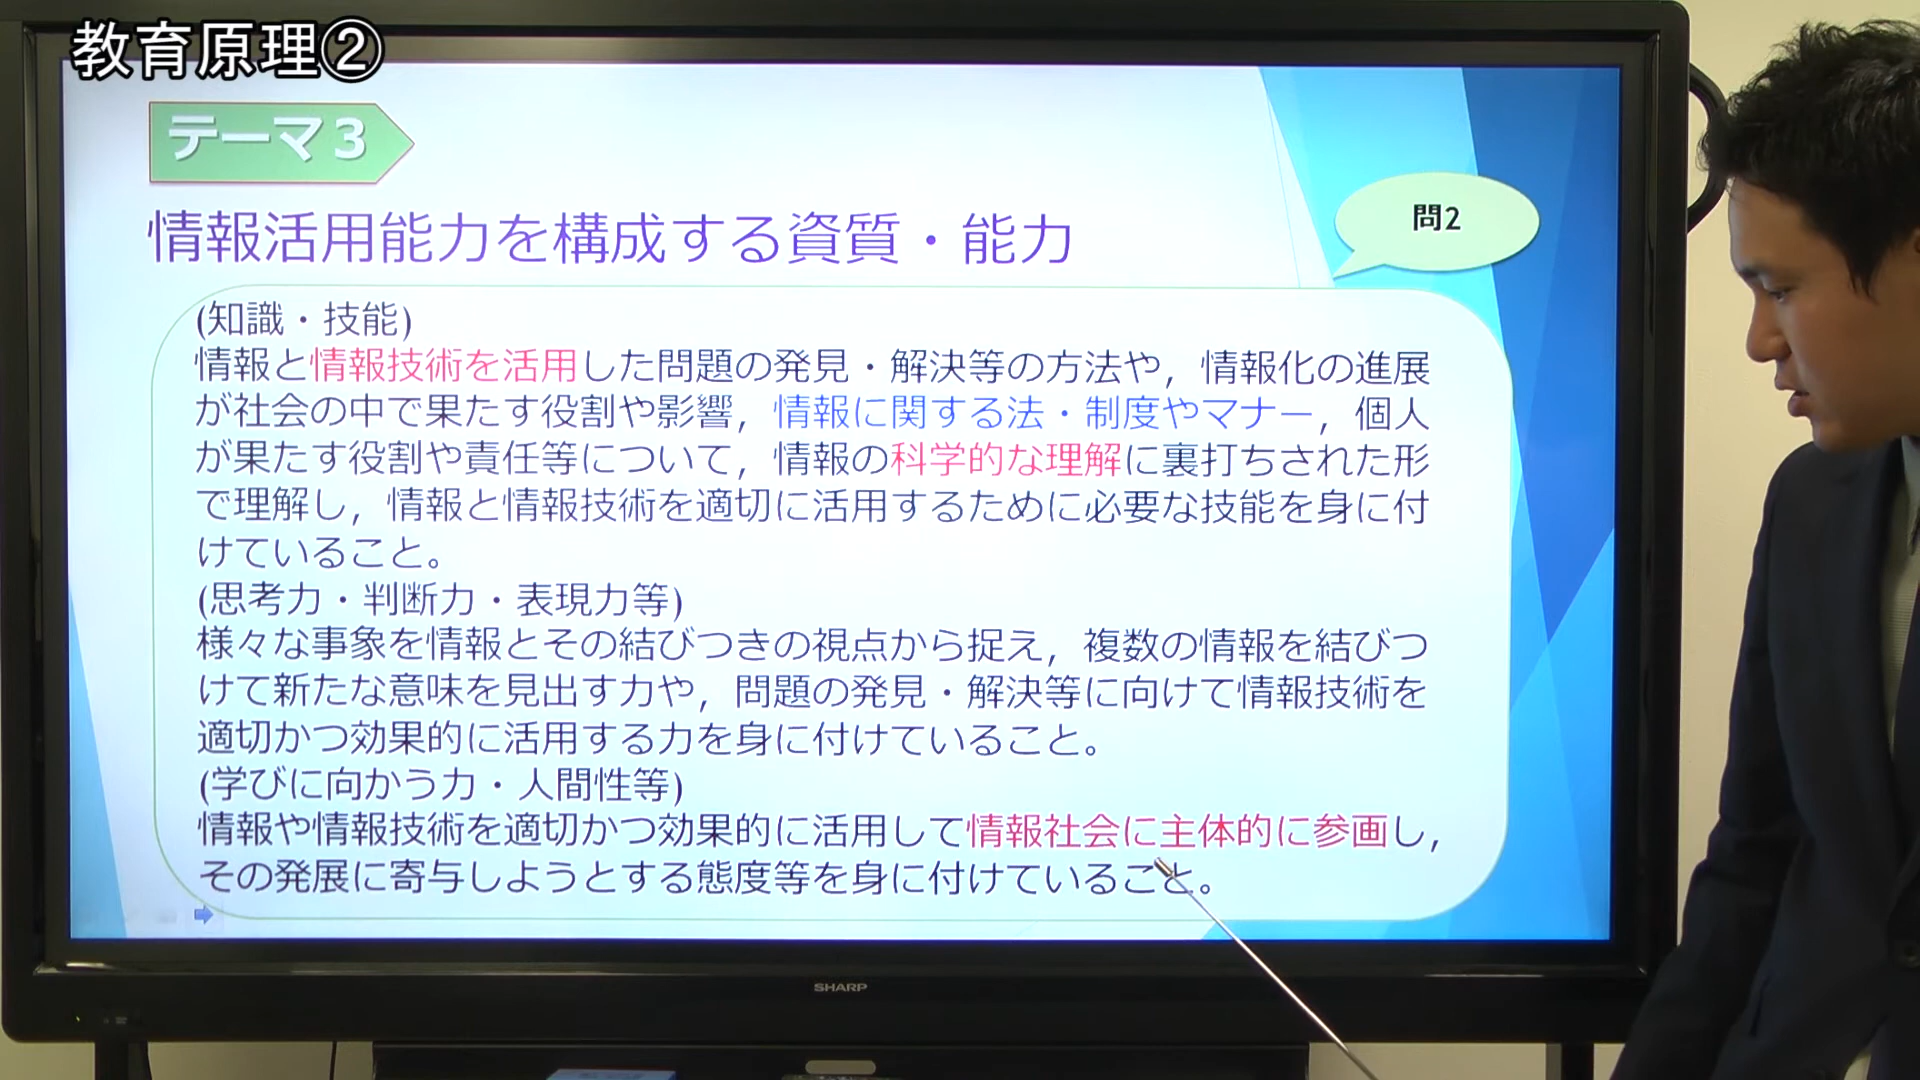 教育原理②
テーマ3
情報活用能力を構成する資質・能力
問2
(知識・技能)
情報と情報技術を活用した問題の発見・解決等の方法や，情報化の進展
が社会の中で果たす役割や影響，情報に関する法・制度やマナー，個人
が果たす役割や責任等について，情報の科学的な理解に裏打ちされた形
で理解し，情報と情報技術を適切に活用するために必要な技能を身に付
けていること。
(思考力・判断力・表現力等)
様々な事象を情報とその結びつきの視点から捉え，複数の情報を結びつ
けて新たな意味を見出す力や，問題の発見・解決等に向けて情報技術を
適切かつ効果的に活用する力を身に付けていること。
(学びに向かう力・人間性等)
情報や情報技術を適切かつ効果的に活用して情報社会に主体的に参画し，
その発展に寄与しようとする態度等を身に付けていること。
SHARP